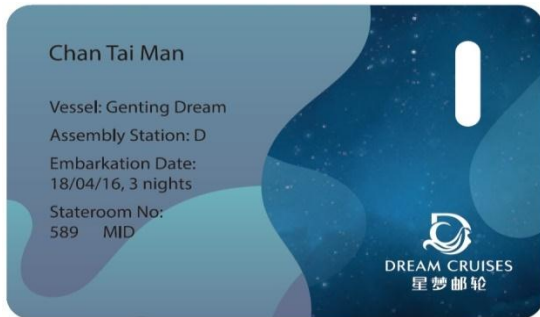 Chan Tai Man
Vessel: Genting Dream
Assembly Station: D
Embarkation Date:
18/04/16, 3 nights
Stateroom No:
589 MID
DREAM CRUISES
星梦邮轮